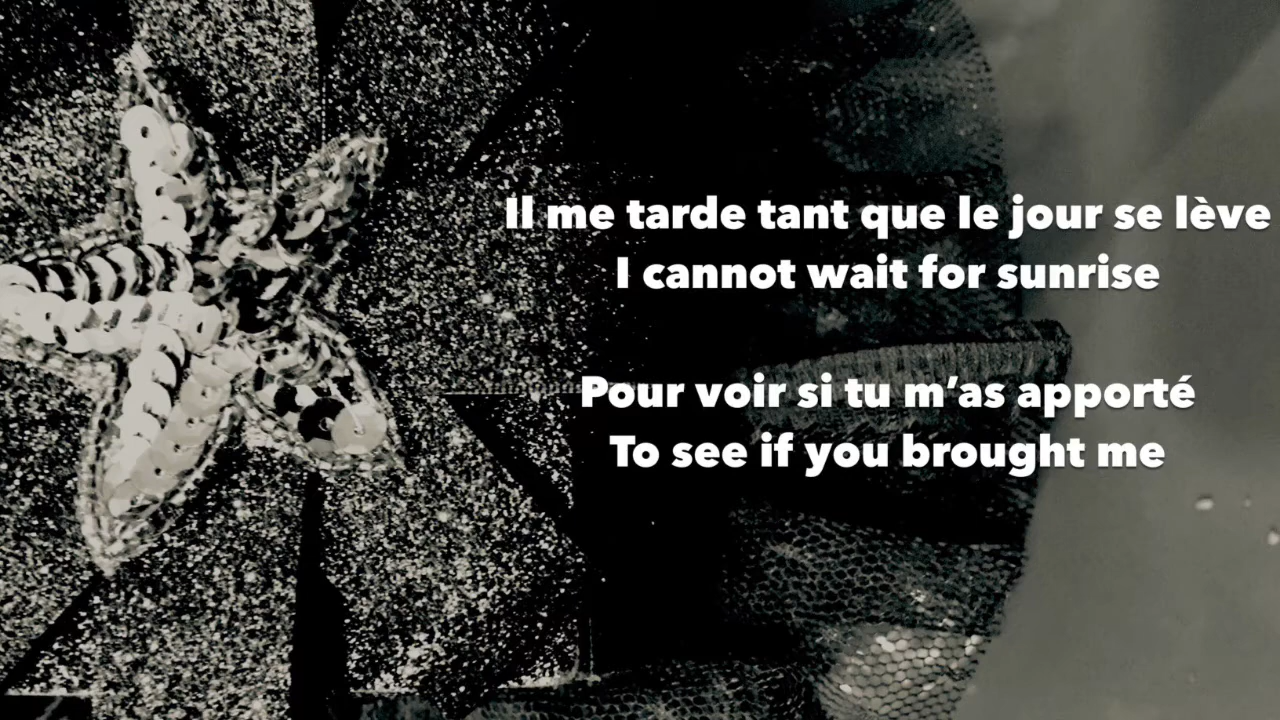 Il me tarde tant que le jour se lève
I cannot wait for sunrise
Pour voir si tu m’as apporté
To see if you brought me